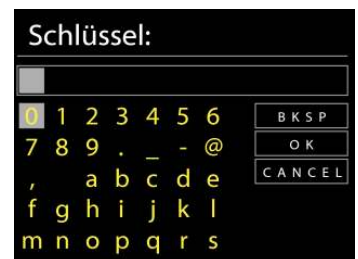 Schlüssel:
0 1 2 3 4 5 6 BKSP
7 8 9 . _ - @ OK
, a b c d e CANCEL
f g h i j k l
m n o p q r s